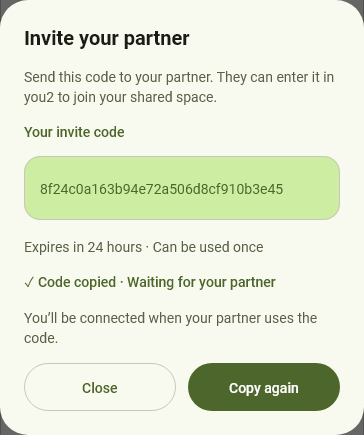 Invite your partner
Send this code to your partner. They can enter it in
you2 to join your shared space.
Your invite code
8f24c0a163b94e72a506d8cf910b3e45
Expires in 24 hours · Can be used once
✓ Code copied · Waiting for your partner
You’ll be connected when your partner uses the
code.
Close
Copy again